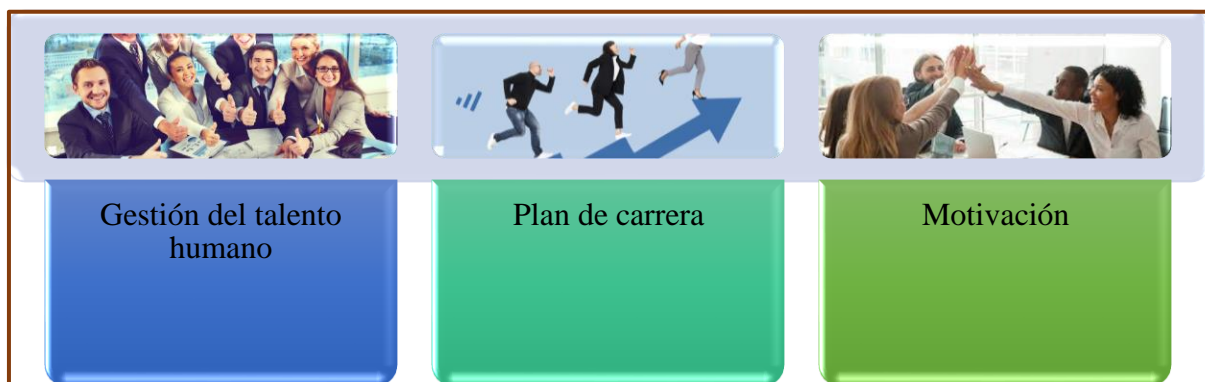 Gestión del talento
humano
Plan de carrera
Motivación